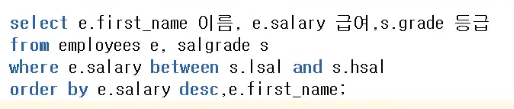 select e.first_name 이름, e.salary 급여,s.grade 등급
from employees e, salgrade s
where e.salary between s.lsal and s.hsal
order by e.salary desc,e.first_name;